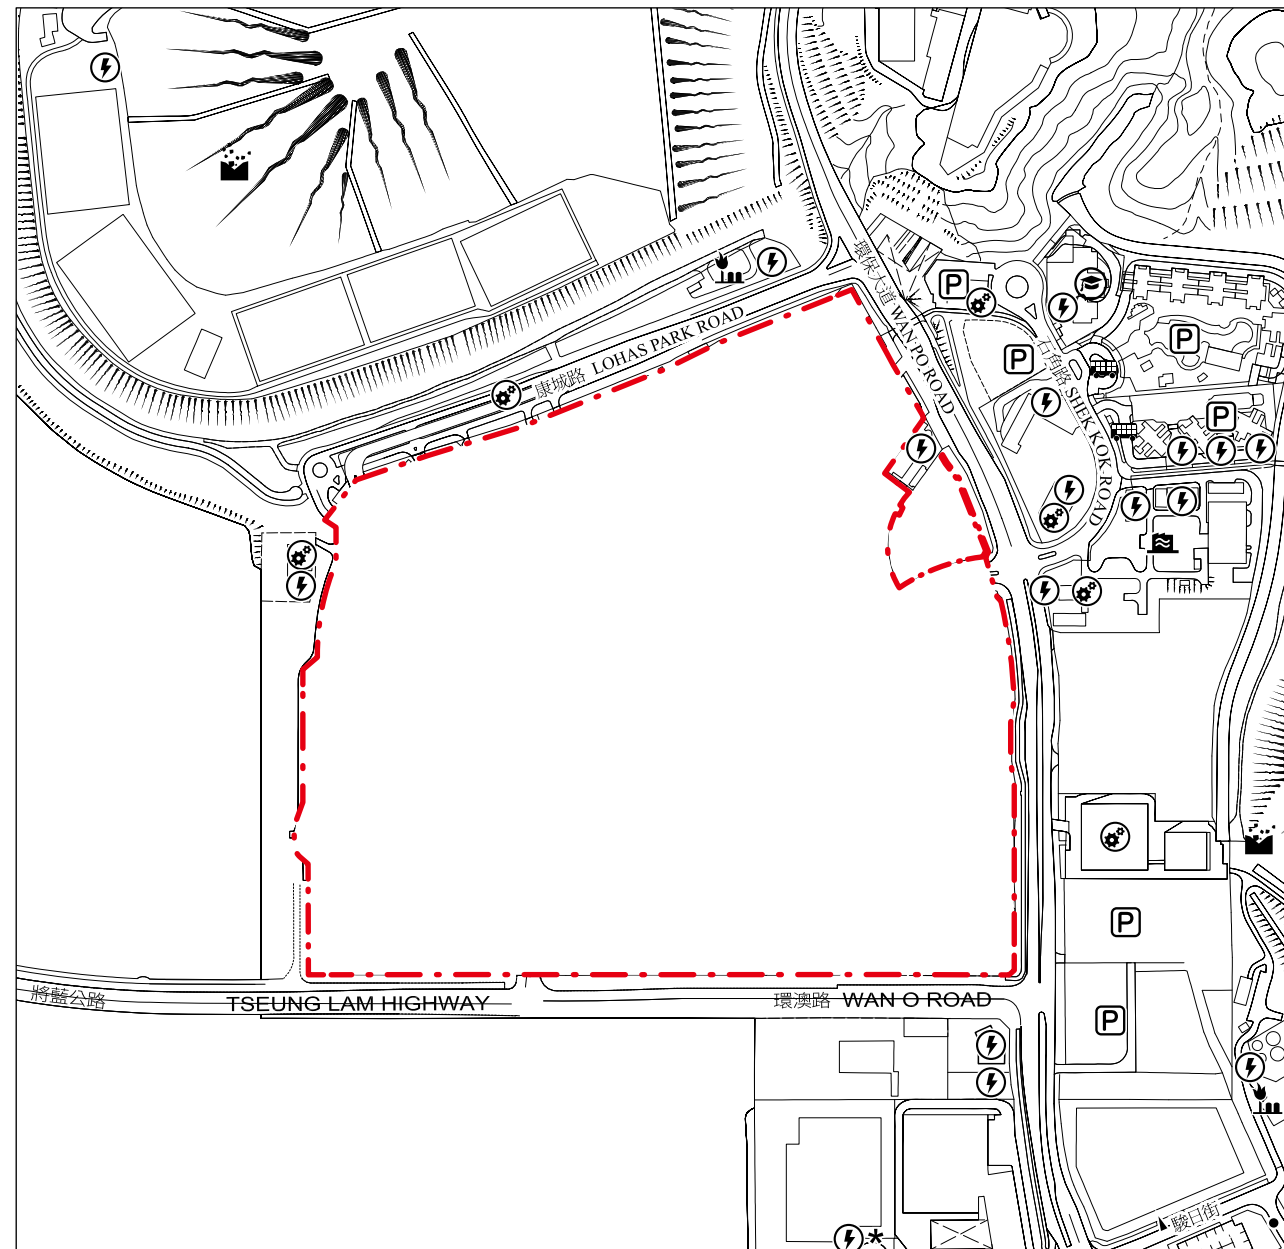 環保大道 WAN PO ROAD
康城路 LOHAS PARK ROAD
石角路 SHEK KOK ROAD
P
P
P
P
將藍公路
TSEUNG LAM HIGHWAY
環澳路 WAN O ROAD
P
P
*
駿日街